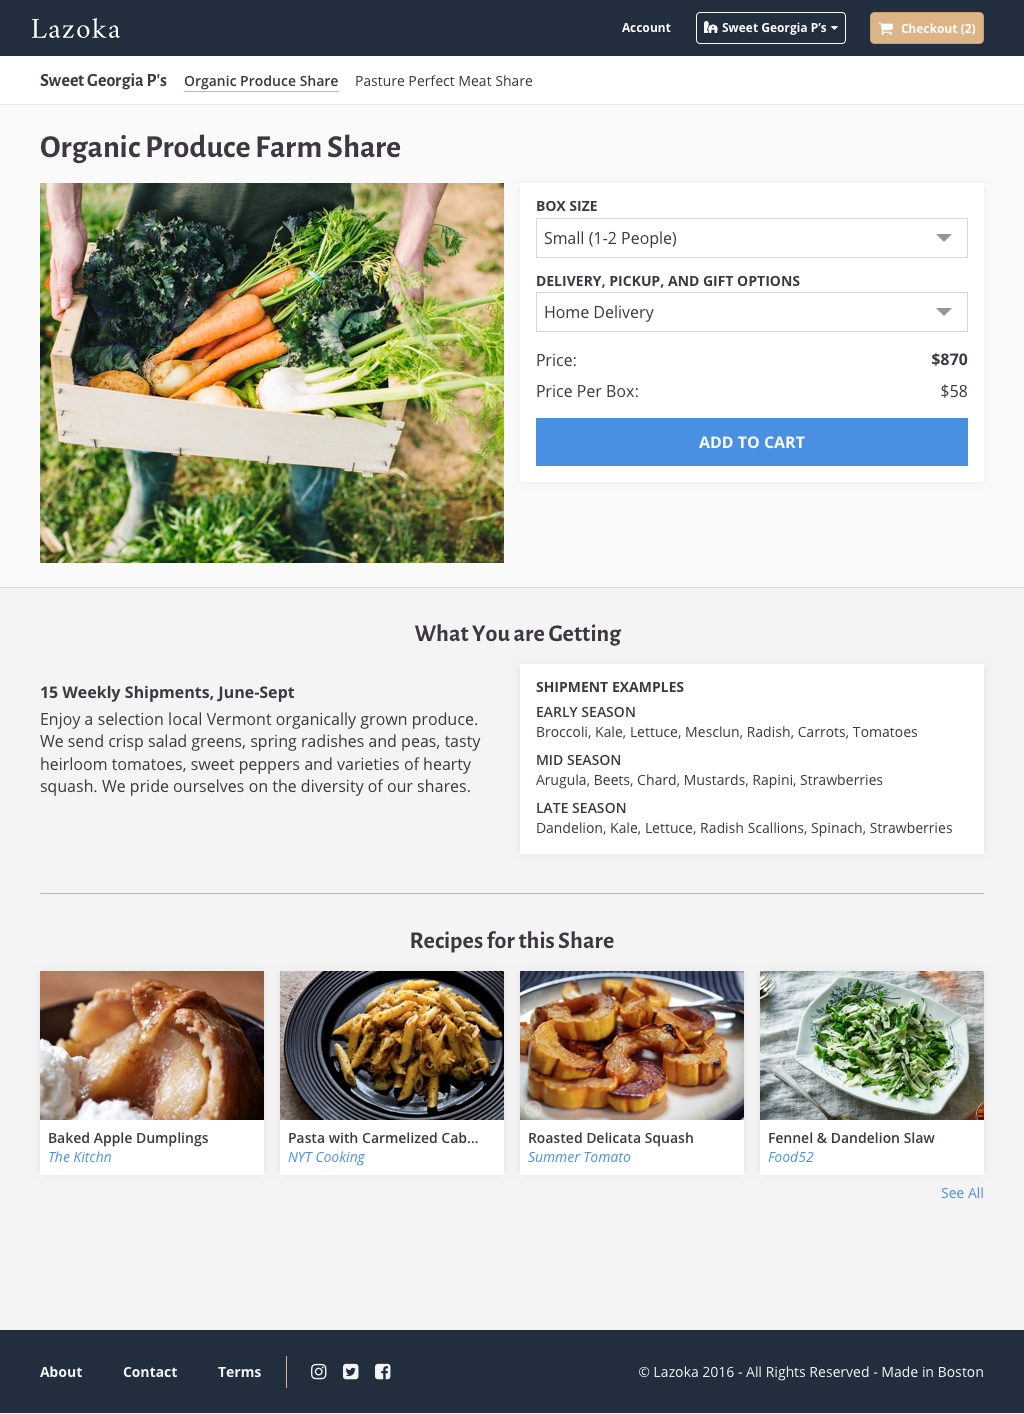 Lazoka
Account
Sweet Georgia P's
Checkout (2)
Sweet Georgia P's
Organic Produce Share
Pasture Perfect Meat Share
Organic Produce Farm Share
BOX SIZE
Small (1-2 People)
DELIVERY, PICKUP, AND GIFT OPTIONS
Home Delivery
Price: $870
Price Per Box: $58
ADD TO CART
What You are Getting
15 Weekly Shipments, June-Sept
Enjoy a selection local Vermont organically grown produce.
We send crisp salad greens, spring radishes and peas, tasty
heirloom tomatoes, sweet peppers and varieties of hearty
squash. We pride ourselves on the diversity of our shares.
SHIPMENT EXAMPLES
EARLY SEASON
Broccoli, Kale, Lettuce, Mesclun, Radish, Carrots, Tomatoes
MID SEASON
Arugula, Beets, Chard, Mustards, Rapini, Strawberries
LATE SEASON
Dandelion, Kale, Lettuce, Radish Scallions, Spinach, Strawberries
Recipes for this Share
Baked Apple Dumplings
The Kitchn
Pasta with Carmelized Cab...
NYT Cooking
Roasted Delicata Squash
Summer Tomato
Fennel & Dandelion Slaw
Food52
See All
About
Contact
Terms
© Lazoka 2016 - All Rights Reserved - Made in Boston